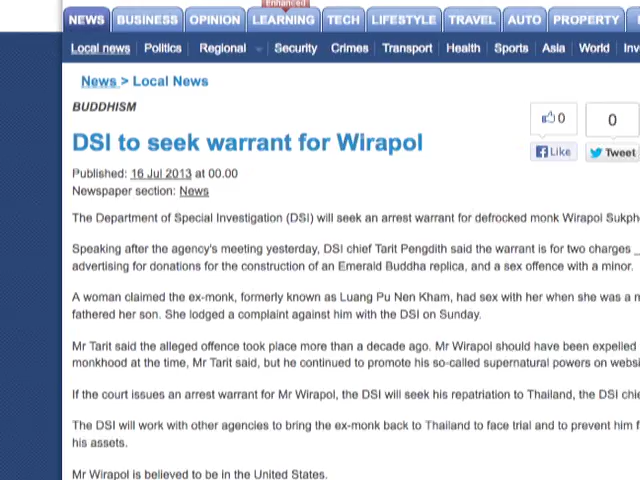 Enhanced
NEWS BUSINESS OPINION LEARNING TECH LIFESTYLE TRAVEL AUTO PROPERTY
Local news Politics Regional Security Crimes Transport Health Sports Asia World Inv
News > Local News
BUDDHISM
0 0
DSI to seek warrant for Wirapol
Like Tweet
Published: 16 Jul 2013 at 00.00
Newspaper section: News
The Department of Special Investigation (DSI) will seek an arrest warrant for defrocked monk Wirapol Sukph
Speaking after the agency's meeting yesterday, DSI chief Tarit Pengdith said the warrant is for two charges _
advertising for donations for the construction of an Emerald Buddha replica, and a sex offence with a minor.
A woman claimed the ex-monk, formerly known as Luang Pu Nen Kham, had sex with her when she was a m
fathered her son. She lodged a complaint against him with the DSI on Sunday.
Mr Tarit said the alleged offence took place more than a decade ago. Mr Wirapol should have been expelled
monkhood at the time, Mr Tarit said, but he continued to promote his so-called supernatural powers on websi
If the court issues an arrest warrant for Mr Wirapol, the DSI will seek his repatriation to Thailand, the DSI chie
The DSI will work with other agencies to bring the ex-monk back to Thailand to face trial and to prevent him f
his assets.
Mr Wirapol is believed to be in the United States.